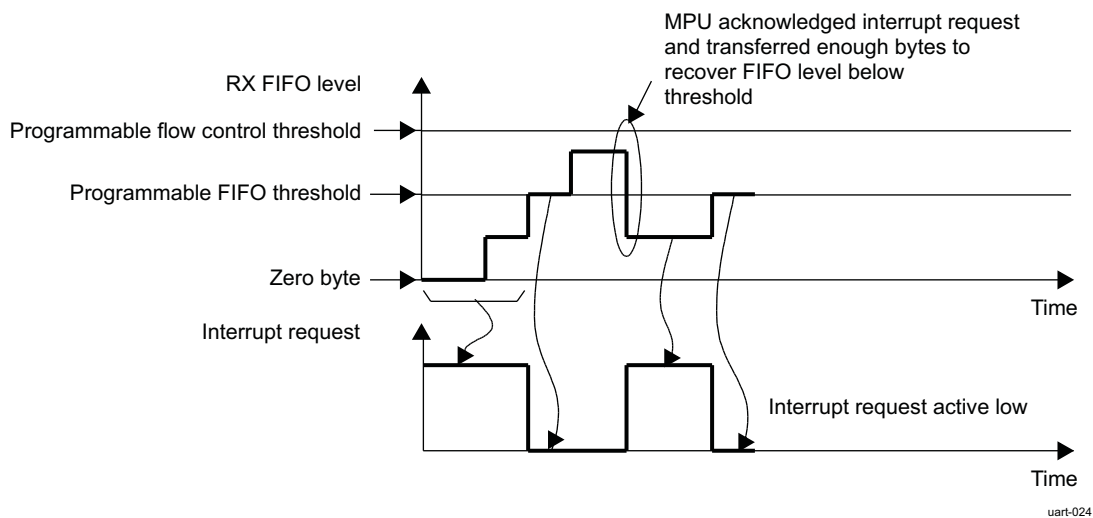 MPU acknowledged interrupt request
and transferred enough bytes to
recover FIFO level below
threshold
RX FIFO level
Programmable flow control threshold
Programmable FIFO threshold
Zero byte
Time
Interrupt request
Interrupt request active low
Time
uart-024